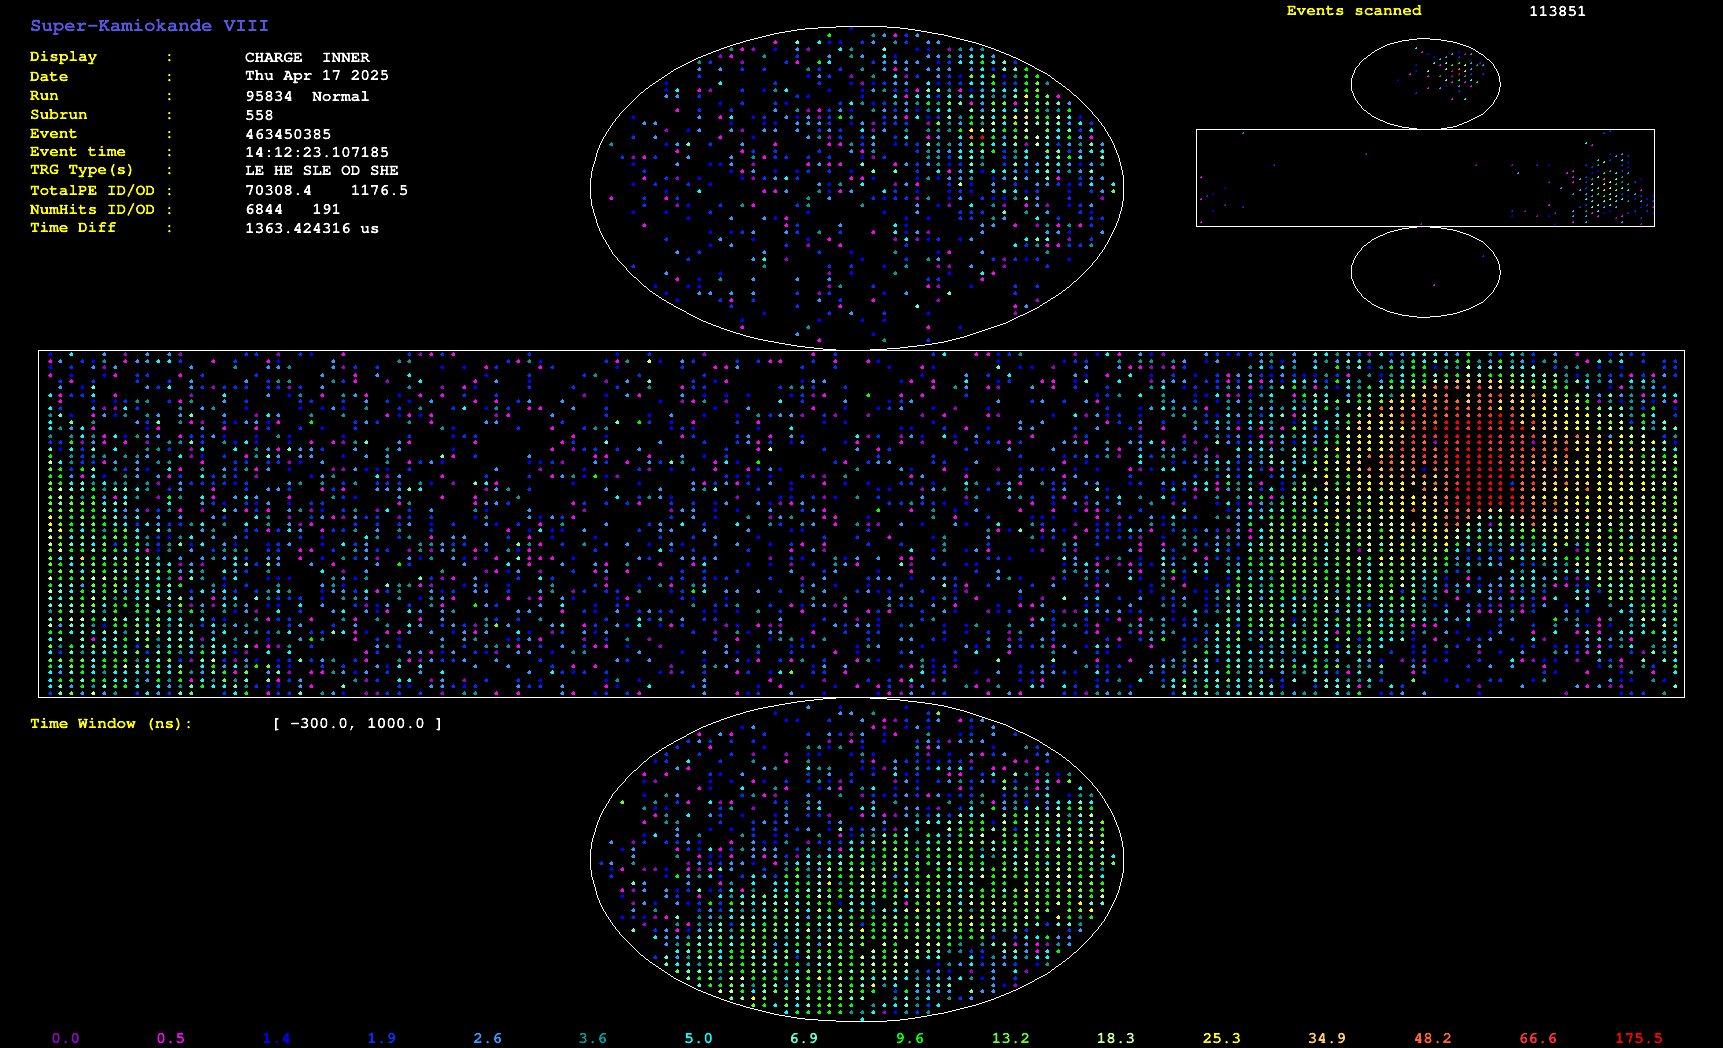 Super-Kamiokande VIII
Display : CHARGE INNER
Date : Thu Apr 17 2025
Run : 95834 Normal
Subrun : 558
Event : 463450385
Event time : 14:12:23.107185
TRG Type(s) : LE HE SLE OD SHE
TotalPE ID/OD : 70308.4 1176.5
NumHits ID/OD : 6844 191
Time Diff : 1363.424316 us
Events scanned 113851
Time Window (ns): [ -300.0, 1000.0 ]
0.0 0.5 1.4 1.9 2.6 3.6 5.0 6.9 9.6 13.2 18.3 25.3 34.9 48.2 66.6 175.5